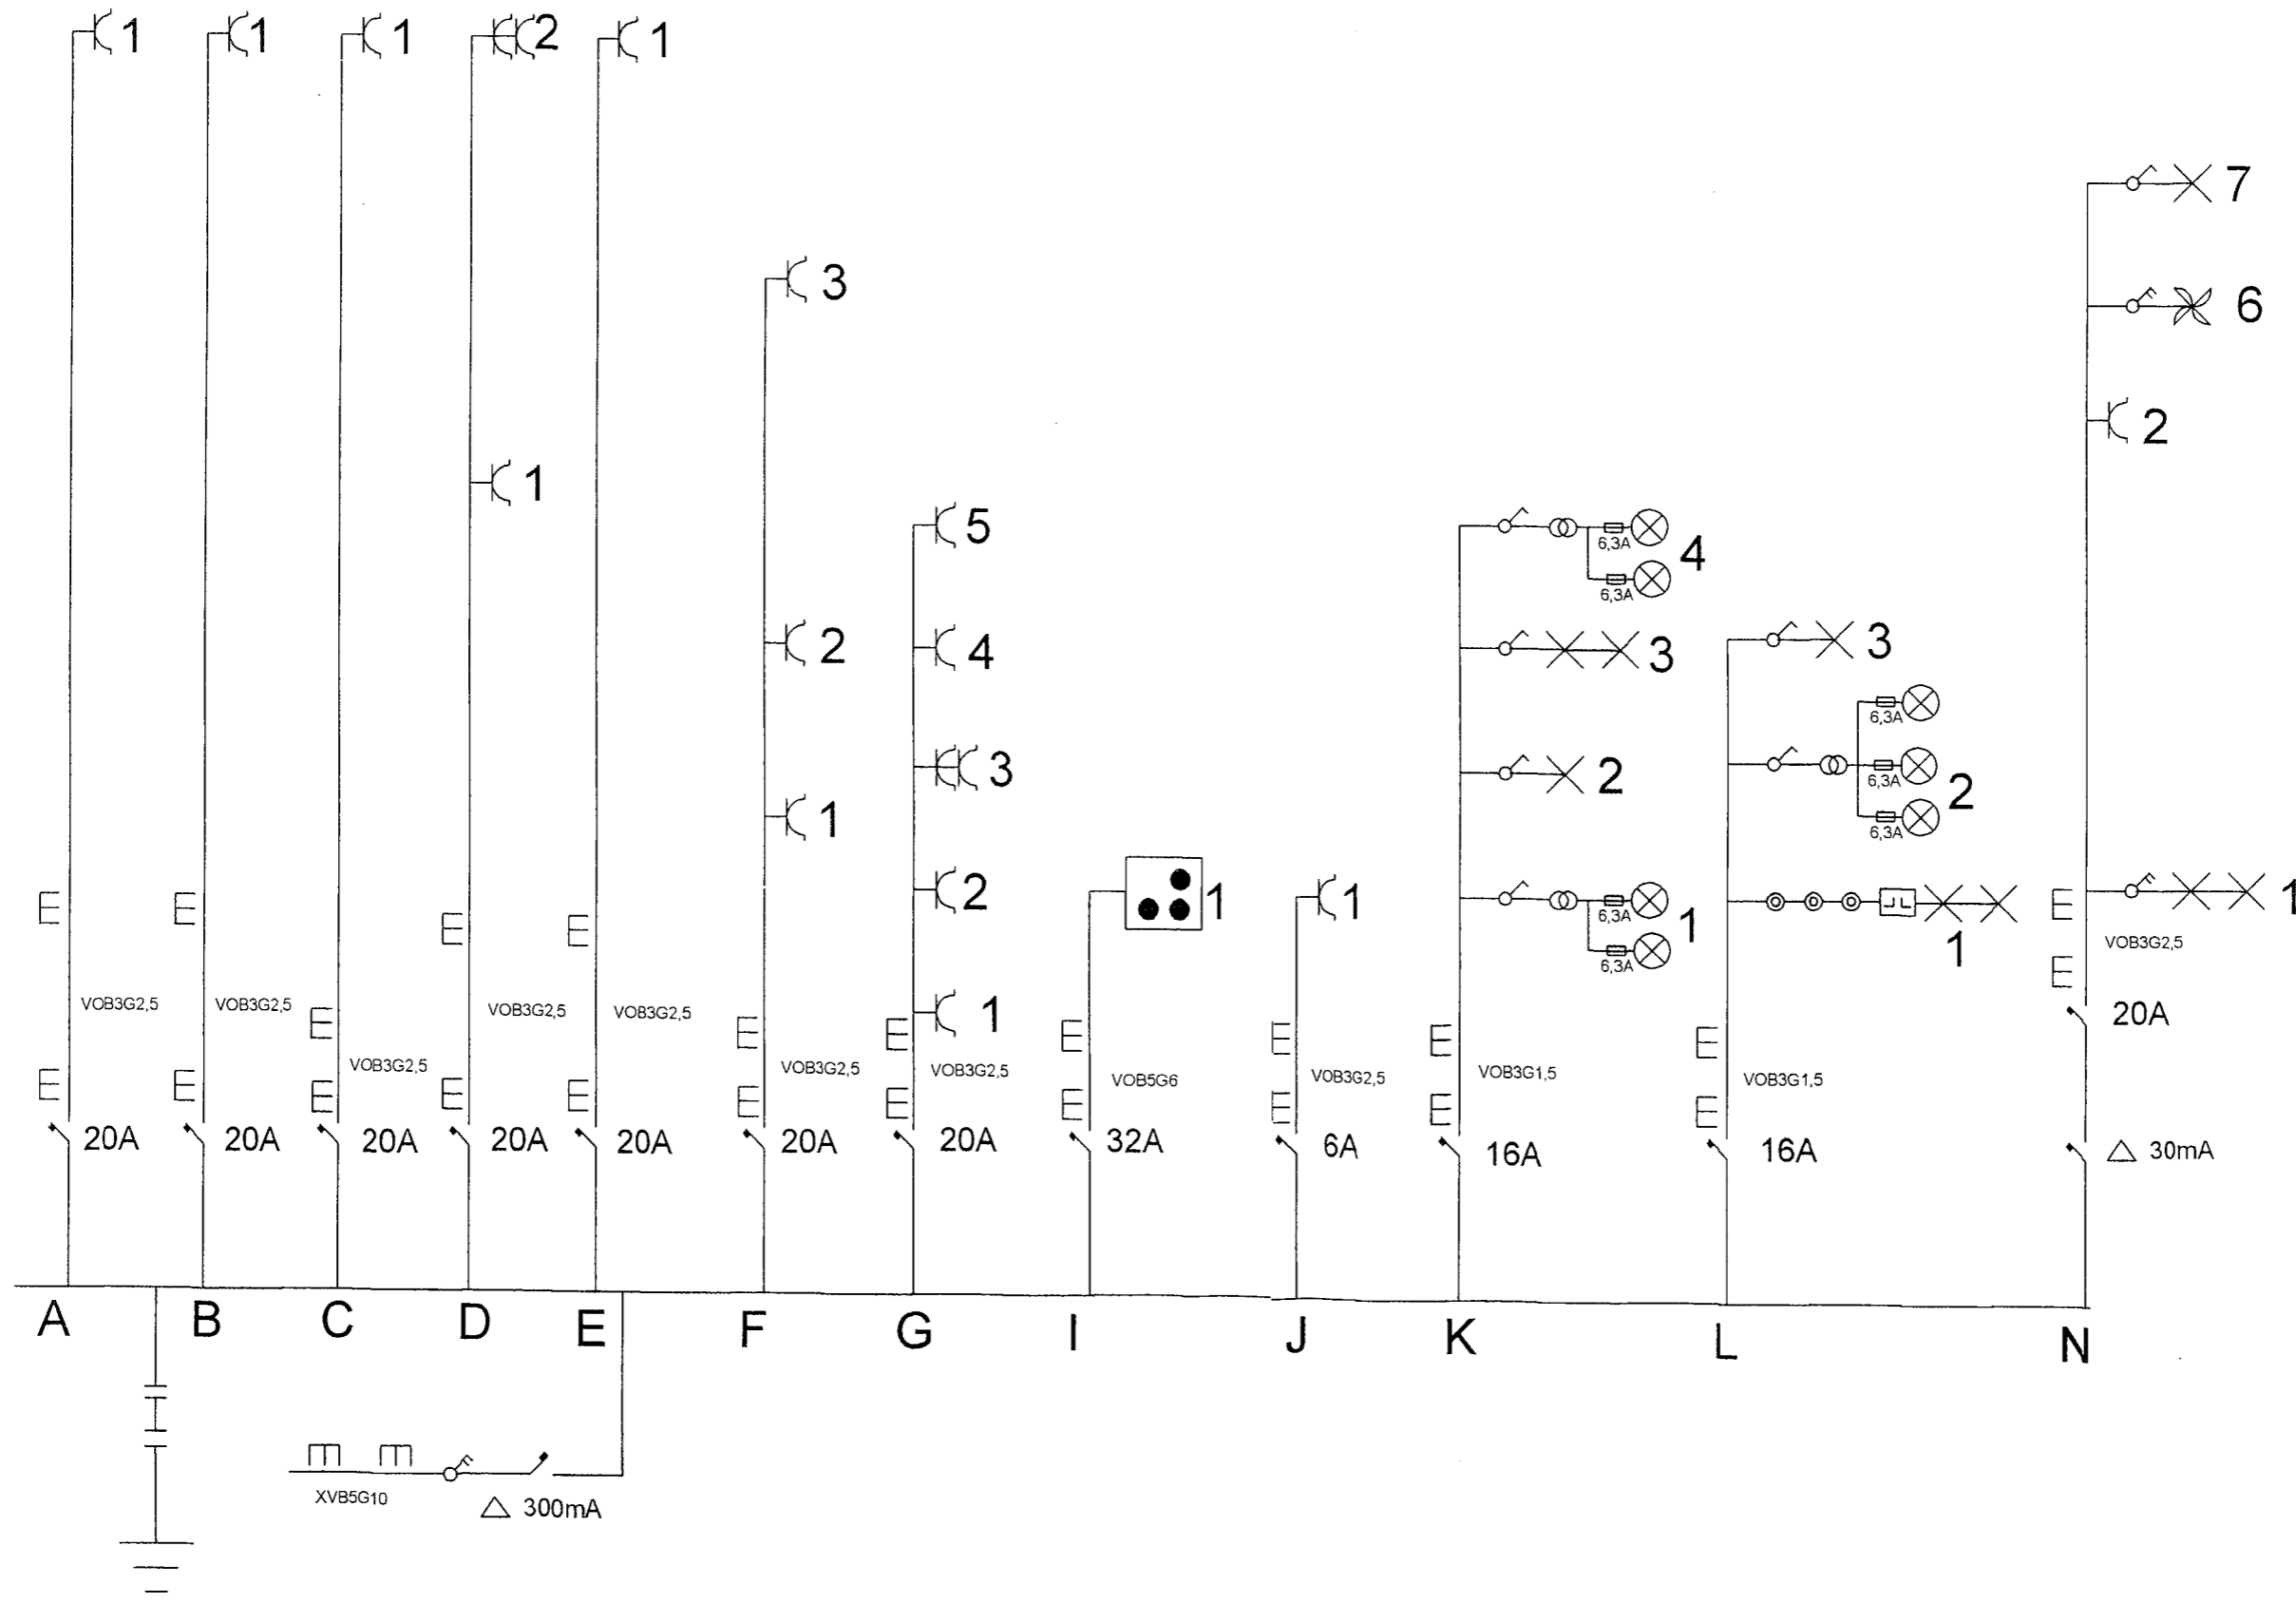 1 1 1 2 1
7
3 6
2
1
5
4
6,3A
6,3A
2 4 3 3
6,3A
3 2 6,3A 2
6,3A
1
2 1 1 6,3A 1 1
6,3A 1
VOB3G2,5
VOB3G2,5 VOB3G2,5 VOB3G2,5 VOB3G2,5 1 20A
VOB3G2,5 VOB3G2,5 VOB3G2,5 VOB5G6 VOB3G2,5 VOB3G1,5 VOB3G1,5
20A 20A 20A 20A 20A 20A 20A 32A 6A 16A 16A 30mA
A B C D E F G I J K L N
XVB5G10
300mA